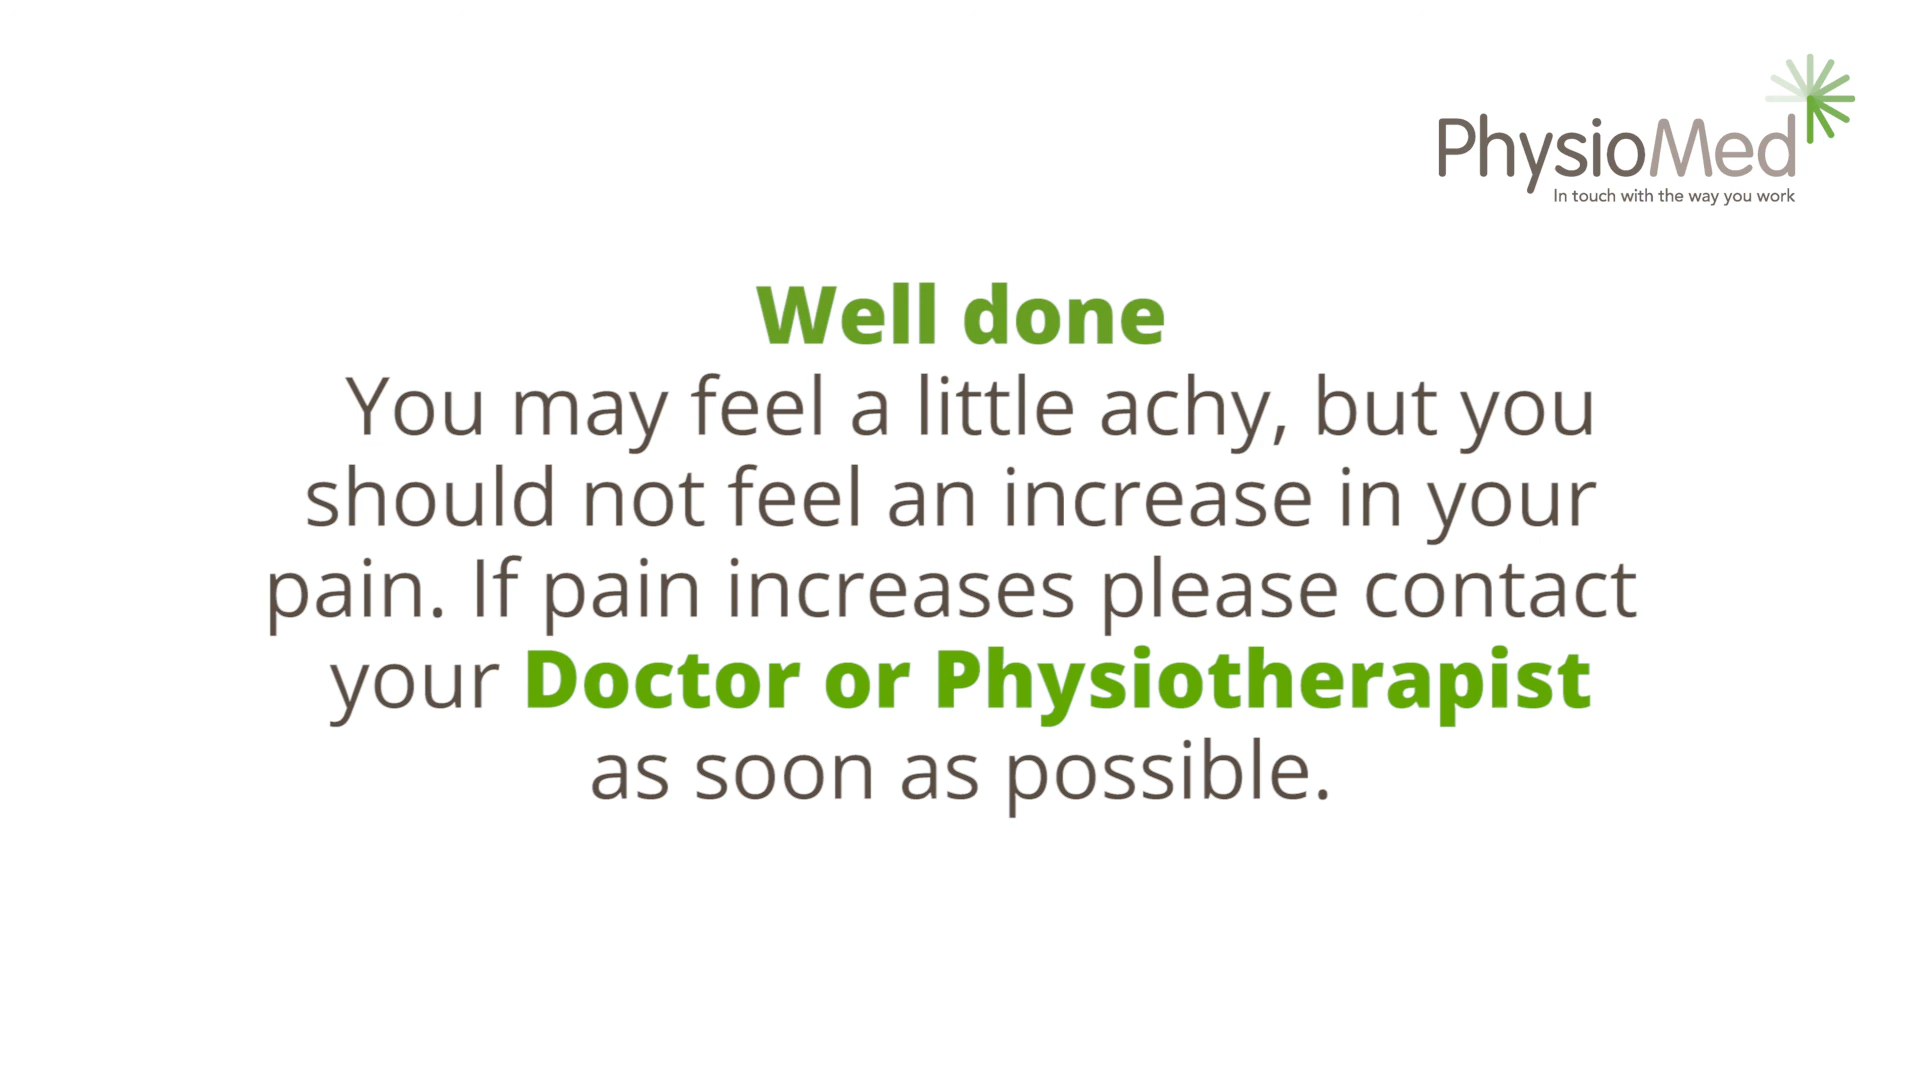 PhysioMed
In touch with the way you work
Well done
You may feel a little achy, but you
should not feel an increase in your
pain. If pain increases please contact
your Doctor or Physiotherapist
as soon as possible.